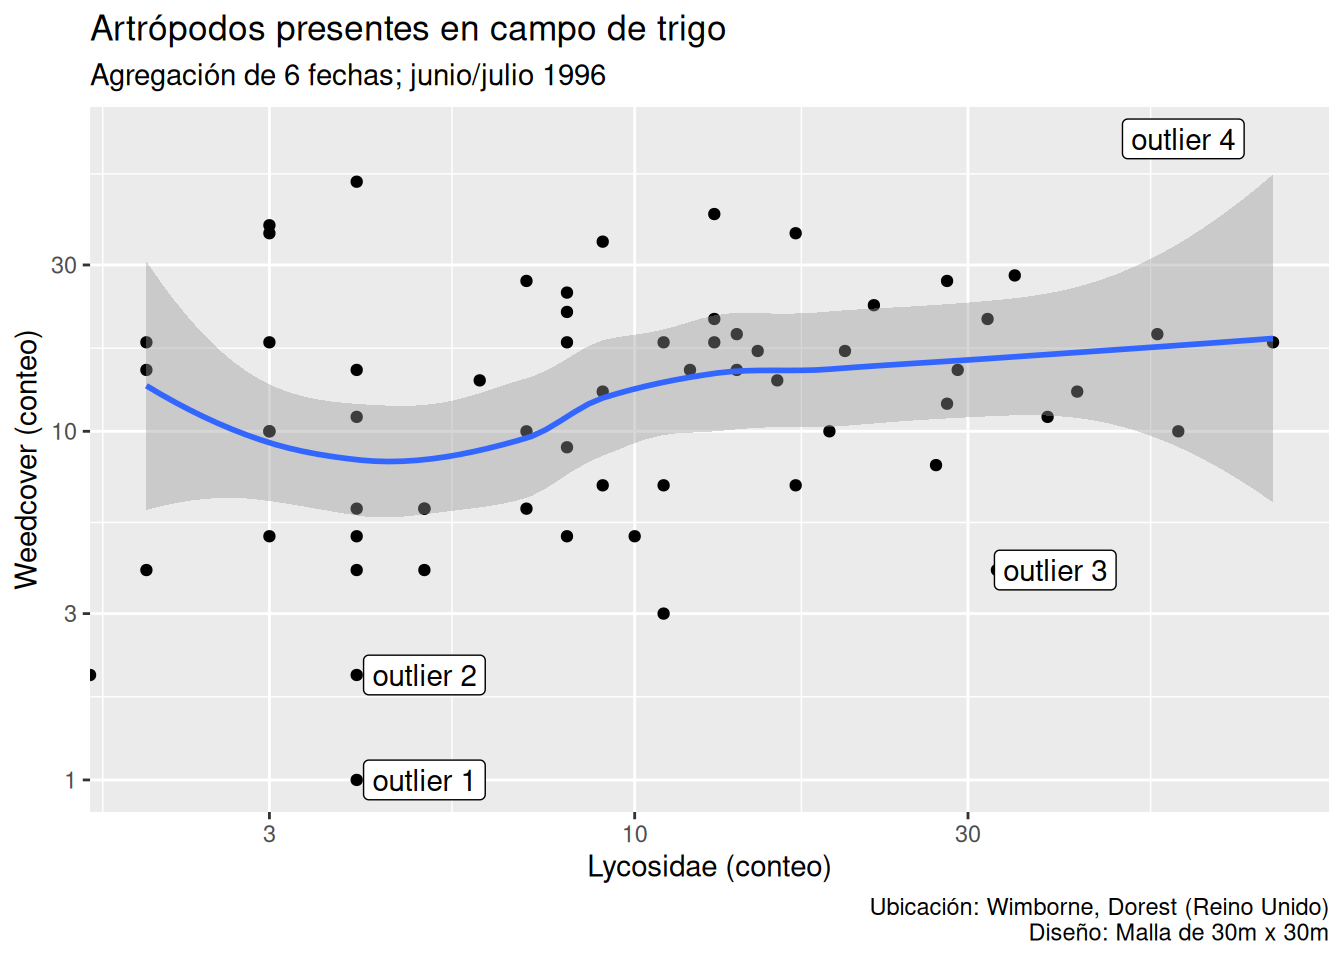 Artrópodos presentes en campo de trigo
Agregación de 6 fechas; junio/julio 1996
outlier 4
30
10
outlier 3
3
outlier 2
1
outlier 1
Weedcover (conteo)
3
10
30
Lycosidae (conteo)
Ubicación: Wimborne, Dorest (Reino Unido)
Diseño: Malla de 30m x 30m